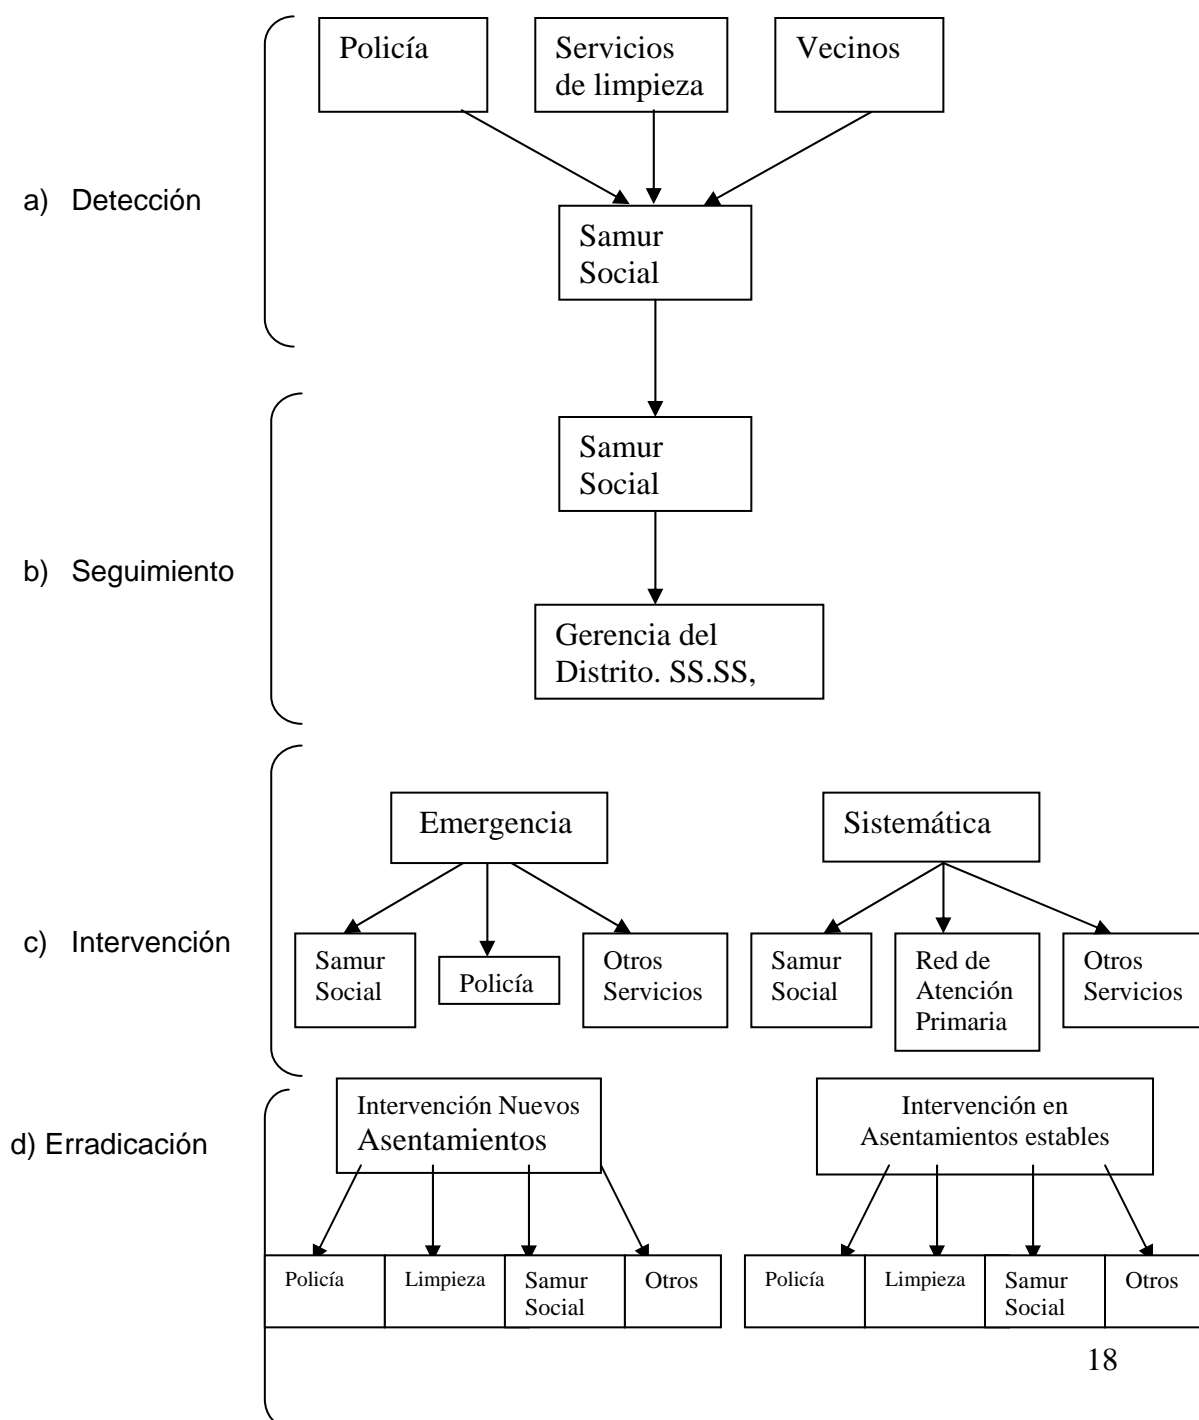 Policía
Servicios
de limpieza
Vecinos
a) Detección
Samur
Social
Samur
Social
b) Seguimiento
Gerencia del
Distrito. SS.SS,
Emergencia
Sistemática
c) Intervención
Samur
Social
Policía
Otros
Servicios
Samur
Social
Red de
Atención
Primaria
Otros
Servicios
d) Erradicación
Intervención Nuevos
Asentamientos
Intervención en
Asentamientos estables
Policía
Limpieza
Samur
Social
Otros
Policía
Limpieza
Samur
Social
Otros
18